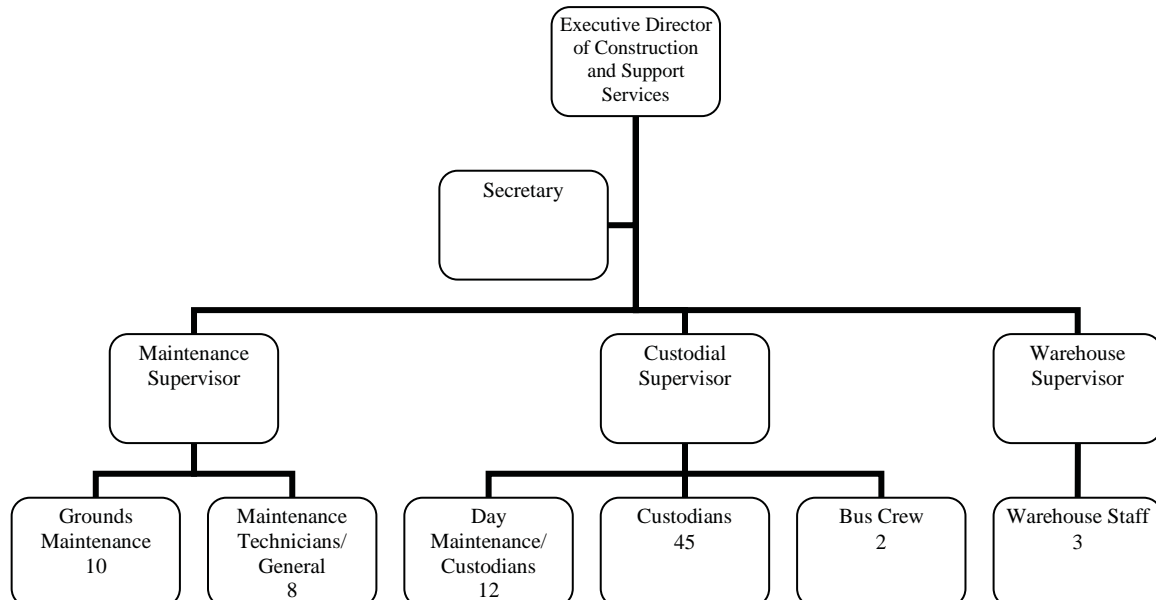 Executive Director
of Construction
and Support
Services
Secretary
Maintenance
Supervisor
Custodial
Supervisor
Warehouse
Supervisor
Grounds
Maintenance
10
Maintenance
Technicians/
General
8
Day
Maintenance/
Custodians
12
Custodians
45
Bus Crew
2
Warehouse Staff
3